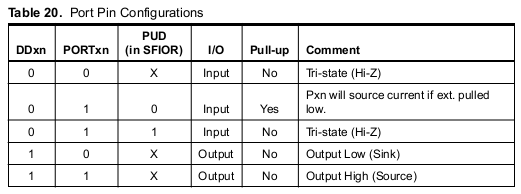 Table 20. Port Pin Configurations
DDxn PORTxn PUD (in SFIOR) I/O Pull-up Comment
0 0 X Input No Tri-state (Hi-Z)
0 1 0 Input Yes Pxn will source current if ext. pulled low.
0 1 1 Input No Tri-state (Hi-Z)
1 0 X Output No Output Low (Sink)
1 1 X Output No Output High (Source)